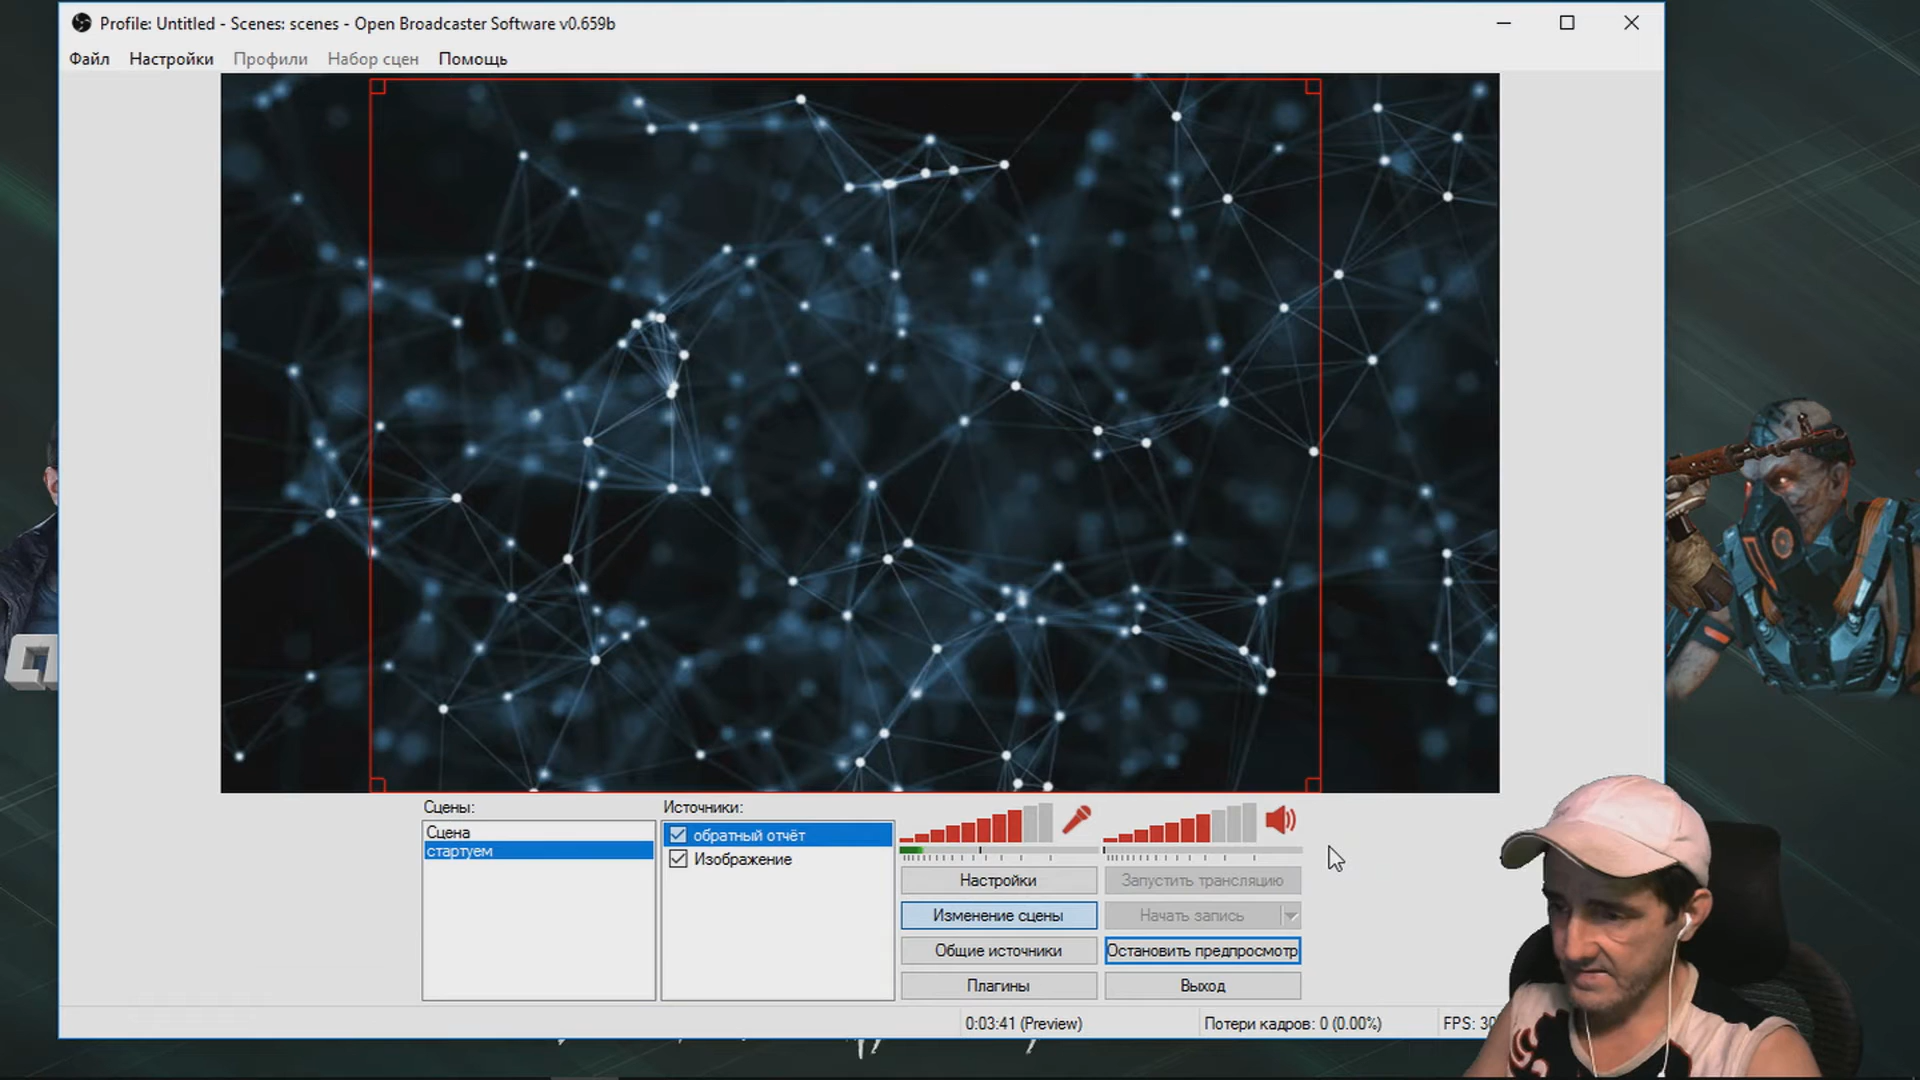 Profile: Untitled - Scenes: scenes - Open Broadcaster Software v0.659b
Файл Настройки Профили Набор сцен Помощь
Сцены: Источники:
Сцена
стартуем
обратный отчёт
Изображение
Настройки Запустить трансляцию
Изменение сцены Начать запись
Общие источники Остановить предпросмотр
Плагины Выход
0:03:41 (Preview) Потери кадров: 0 (0.00%) FPS: 30